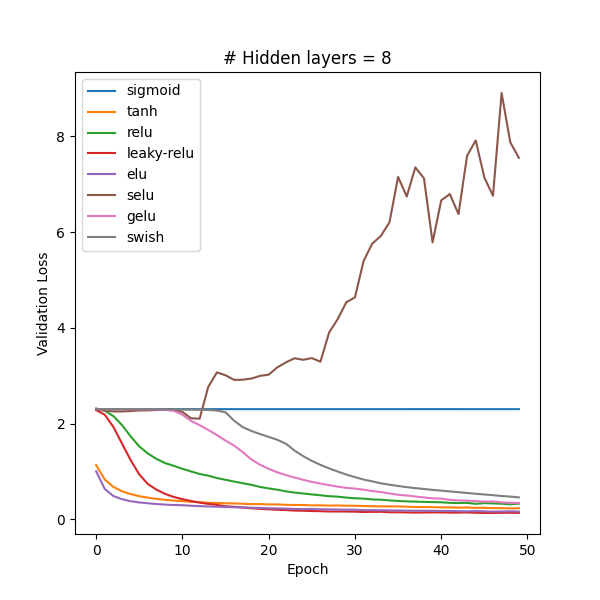 # Hidden layers = 8
sigmoid
tanh
relu
leaky-relu
elu
selu
gelu
swish
8
6
4
2
0
Validation Loss
0 10 20 30 40 50
Epoch